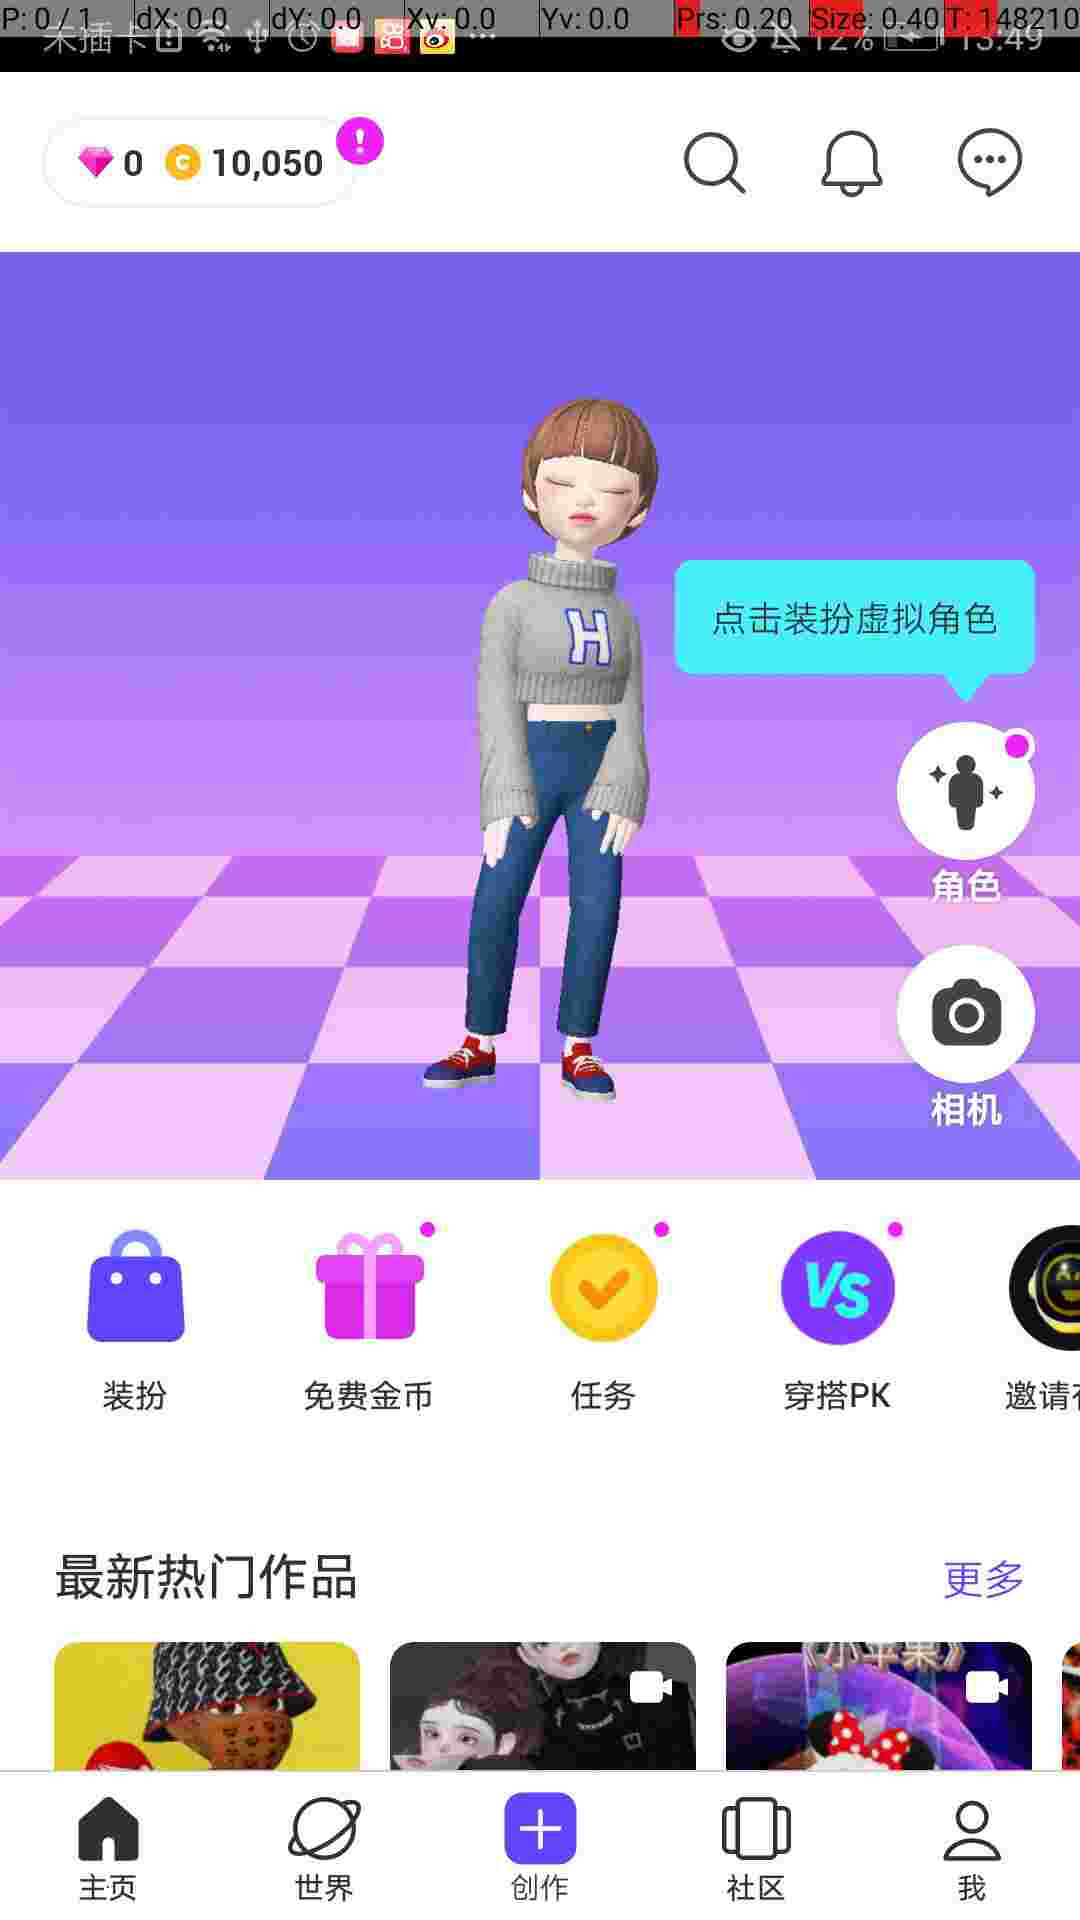 P: 0 / 1 dX: 0.0 dY: 0.0 Xv: 0.0 Yv: 0.0 Prs: 0.20 Size: 0.40 T: 148210
未插卡 12% 13:49
0 10,050
H
点击装扮虚拟角色
角色
相机
VS
装扮 免费金币 任务 穿搭PK 邀请
最新热门作品 更多
《小苹果》
主页 世界 创作 社区 我